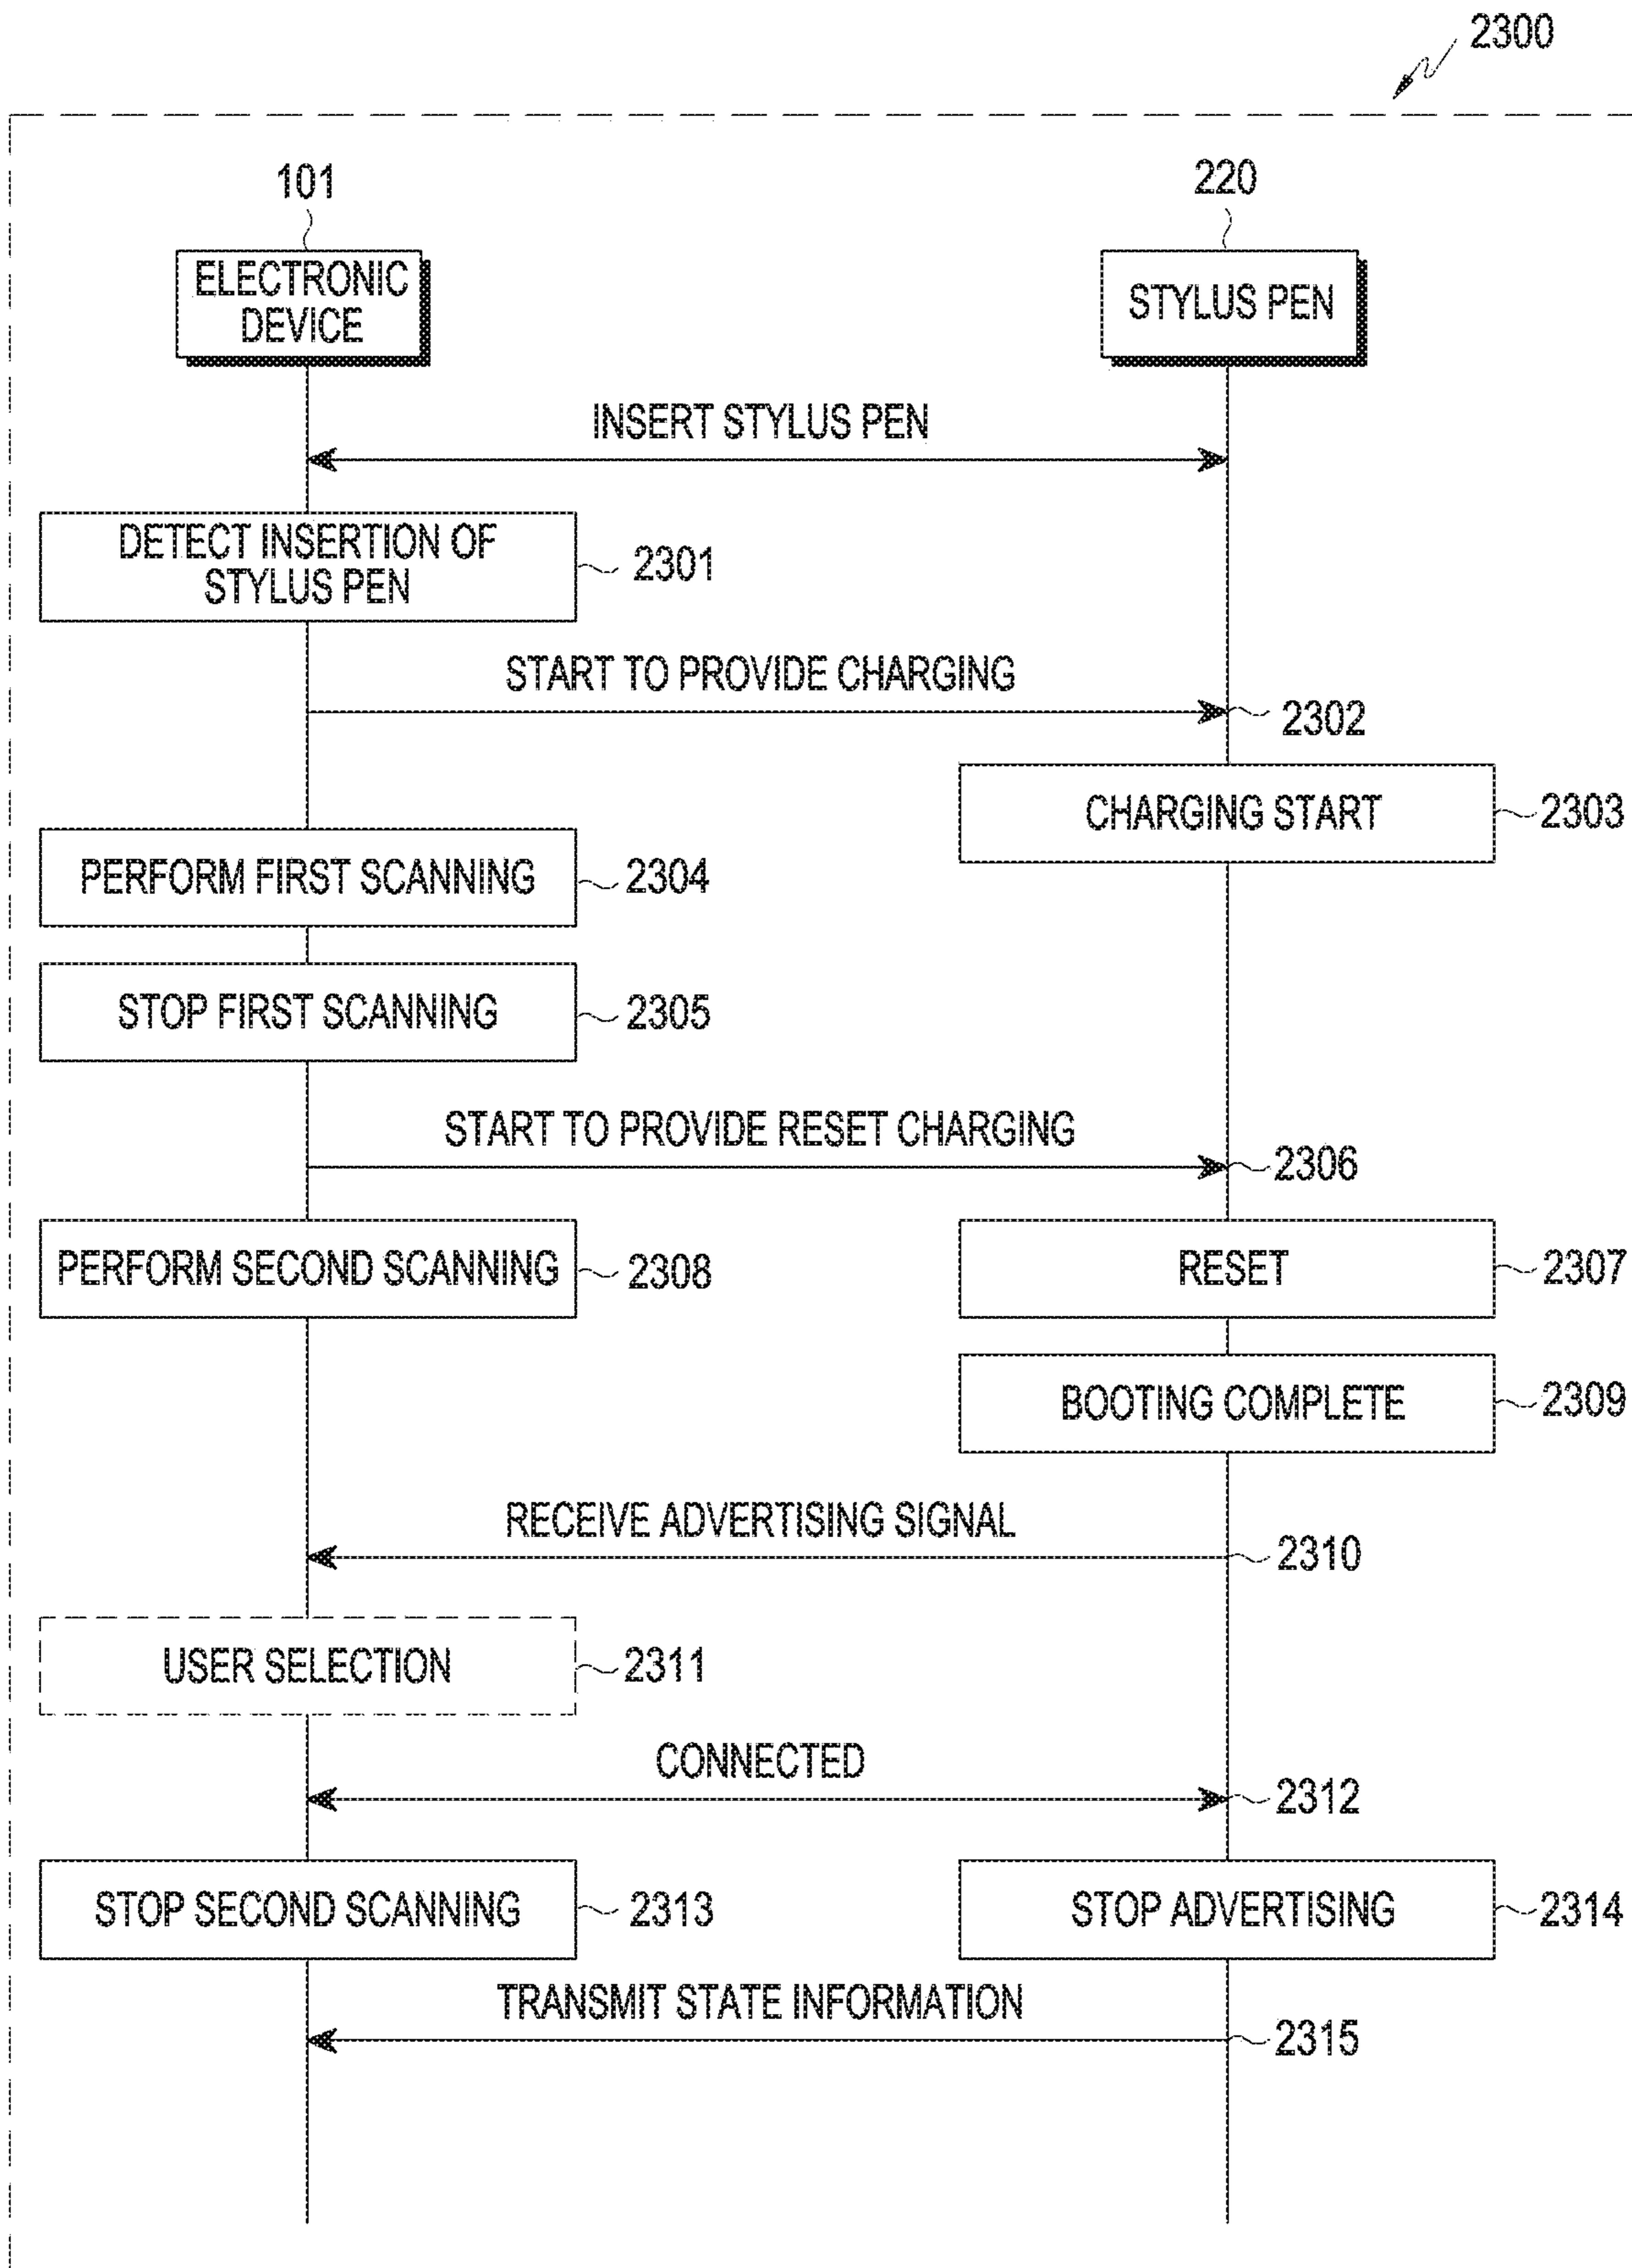 2300
101
220
ELECTRONIC
DEVICE
STYLUS PEN
INSERT STYLUS PEN
DETECT INSERTION OF
STYLUS PEN
2301
START TO PROVIDE CHARGING
2302
CHARGING START
2303
PERFORM FIRST SCANNING
2304
STOP FIRST SCANNING
2305
START TO PROVIDE RESET CHARGING
2306
PERFORM SECOND SCANNING
2308
RESET
2307
BOOTING COMPLETE
2309
RECEIVE ADVERTISING SIGNAL
2310
USER SELECTION
2311
CONNECTED
2312
STOP SECOND SCANNING
2313
STOP ADVERTISING
2314
TRANSMIT STATE INFORMATION
2315